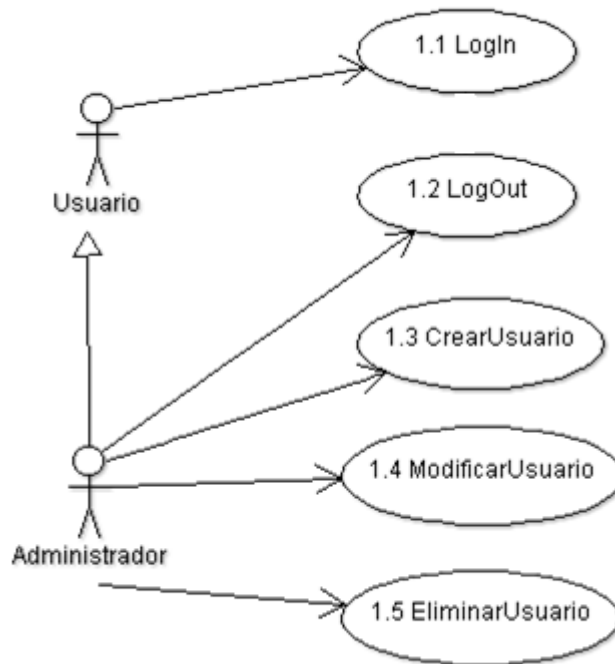 1.1 LogIn
Usuario
1.2 LogOut
1.3 CrearUsuario
1.4 ModificarUsuario
Administrador
1.5 EliminarUsuario